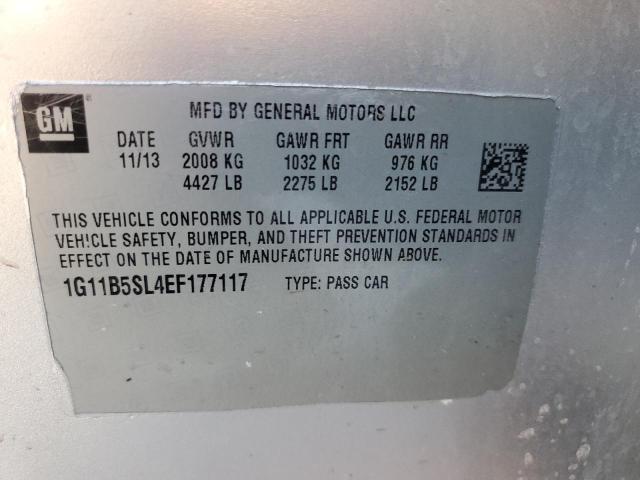 GM
MFD BY GENERAL MOTORS LLC
DATE GVWR GAWR FRT GAWR RR
11/13 2008 KG 1032 KG 976 KG
4427 LB 2275 LB 2152 LB
THIS VEHICLE CONFORMS TO ALL APPLICABLE U.S. FEDERAL MOTOR
VEHICLE SAFETY, BUMPER, AND THEFT PREVENTION STANDARDS IN
EFFECT ON THE DATE OF MANUFACTURE SHOWN ABOVE.
1G11B5SL4EF177117 TYPE: PASS CAR